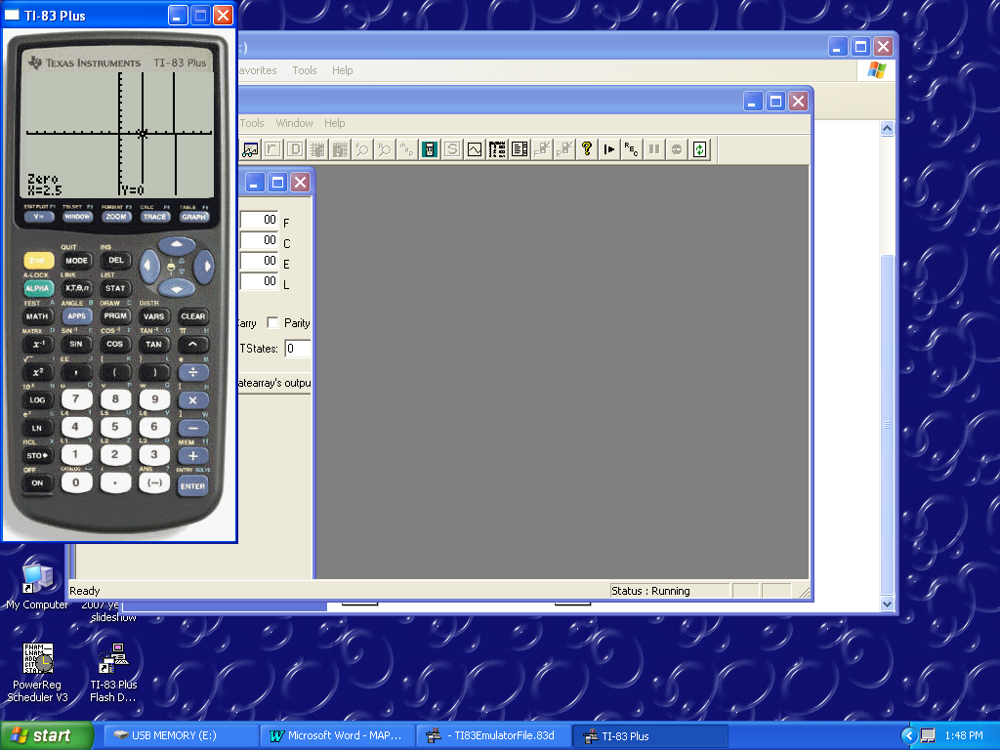 TI-83 Plus
TEXAS INSTRUMENTS TI-83 Plus
Zero
X=2.5 Y=0
STAT PLOT F1 TBLSET F2 FORMAT F3 CALC F4 TABLE F5
Y= WINDOW ZOOM TRACE GRAPH
QUIT INS
2nd MODE DEL
A-LOCK LINK LIST
ALPHA X,T,θ,n STAT
TEST A ANGLE B DRAW C DISTR
MATH APPS PRGM VARS CLEAR
MATRX D SIN⁻¹ E COS⁻¹ F TAN⁻¹ G π H
x⁻¹ SIN COS TAN ^
√ I EE J { K } L e M
x² , ( ) ÷
10ˣ N u O v P w Q [ R
LOG 7 8 9 ×
eˣ S L4 T L5 U L6 V ] W
LN 4 5 6 −
RCL X L1 Y L2 Z L3 θ MEM "
STO▸ 1 2 3 +
OFF CATALOG i : ANS ? ENTRY SOLVE
ON 0 . (−) ENTER
:)
avorites Tools Help
Tools Window Help
REC
00 F
00 C
00 E
00 L
Carry Parity
TStates: 0
atearray's outpu
Ready Status : Running
My Computer
2007 ye
slideshow
PowerReg
Scheduler V3
TI-83 Plus
Flash D...
start USB MEMORY (E:) Microsoft Word - MAP... - TI83EmulatorFile.83d TI-83 Plus 1:48 PM